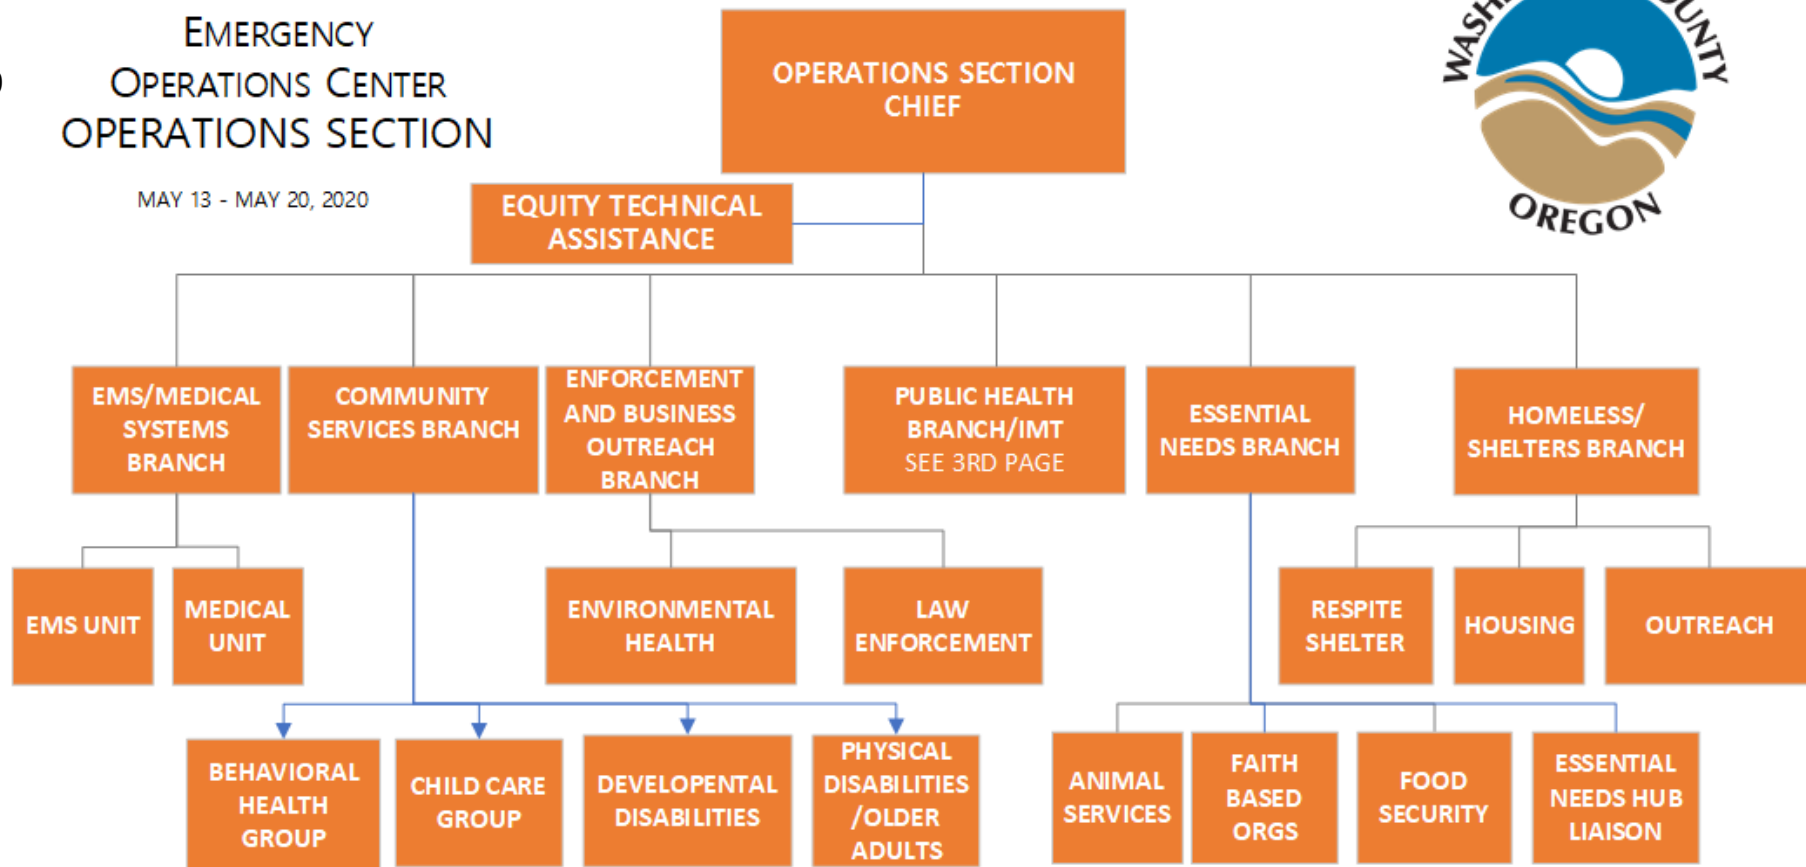 EMERGENCY
OPERATIONS CENTER
OPERATIONS SECTION
MAY 13 - MAY 20, 2020
OPERATIONS SECTION
CHIEF
OREGON
EQUITY TECHNICAL
ASSISTANCE
EMS/MEDICAL
SYSTEMS
BRANCH
COMMUNITY
SERVICES BRANCH
ENFORCEMENT
AND BUSINESS
OUTREACH
BRANCH
PUBLIC HEALTH
BRANCH/IMT
SEE 3RD PAGE
ESSENTIAL
NEEDS BRANCH
HOMELESS/
SHELTERS BRANCH
EMS UNIT
MEDICAL
UNIT
ENVIRONMENTAL
HEALTH
LAW
ENFORCEMENT
RESPITE
SHELTER
HOUSING
OUTREACH
BEHAVIORAL
HEALTH
GROUP
CHILD CARE
GROUP
DEVELOPENTAL
DISABILITIES
PHYSICAL
DISABILITIES
/OLDER
ADULTS
ANIMAL
SERVICES
FAITH
BASED
ORGS
FOOD
SECURITY
ESSENTIAL
NEEDS HUB
LIAISON